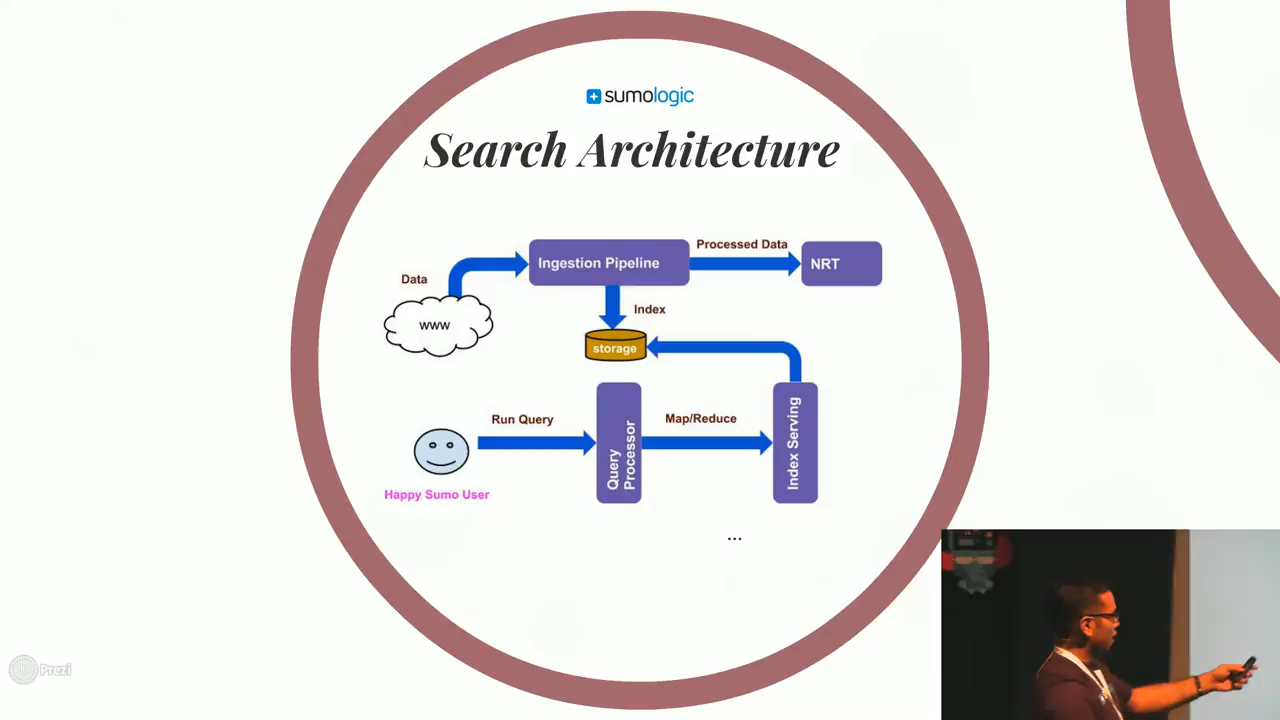 sumologic
Search Architecture
Data
www
Ingestion Pipeline
Processed Data
NRT
Index
storage
Run Query
Query
Processor
Map/Reduce
Index Serving
Happy Sumo User
...
Prezi